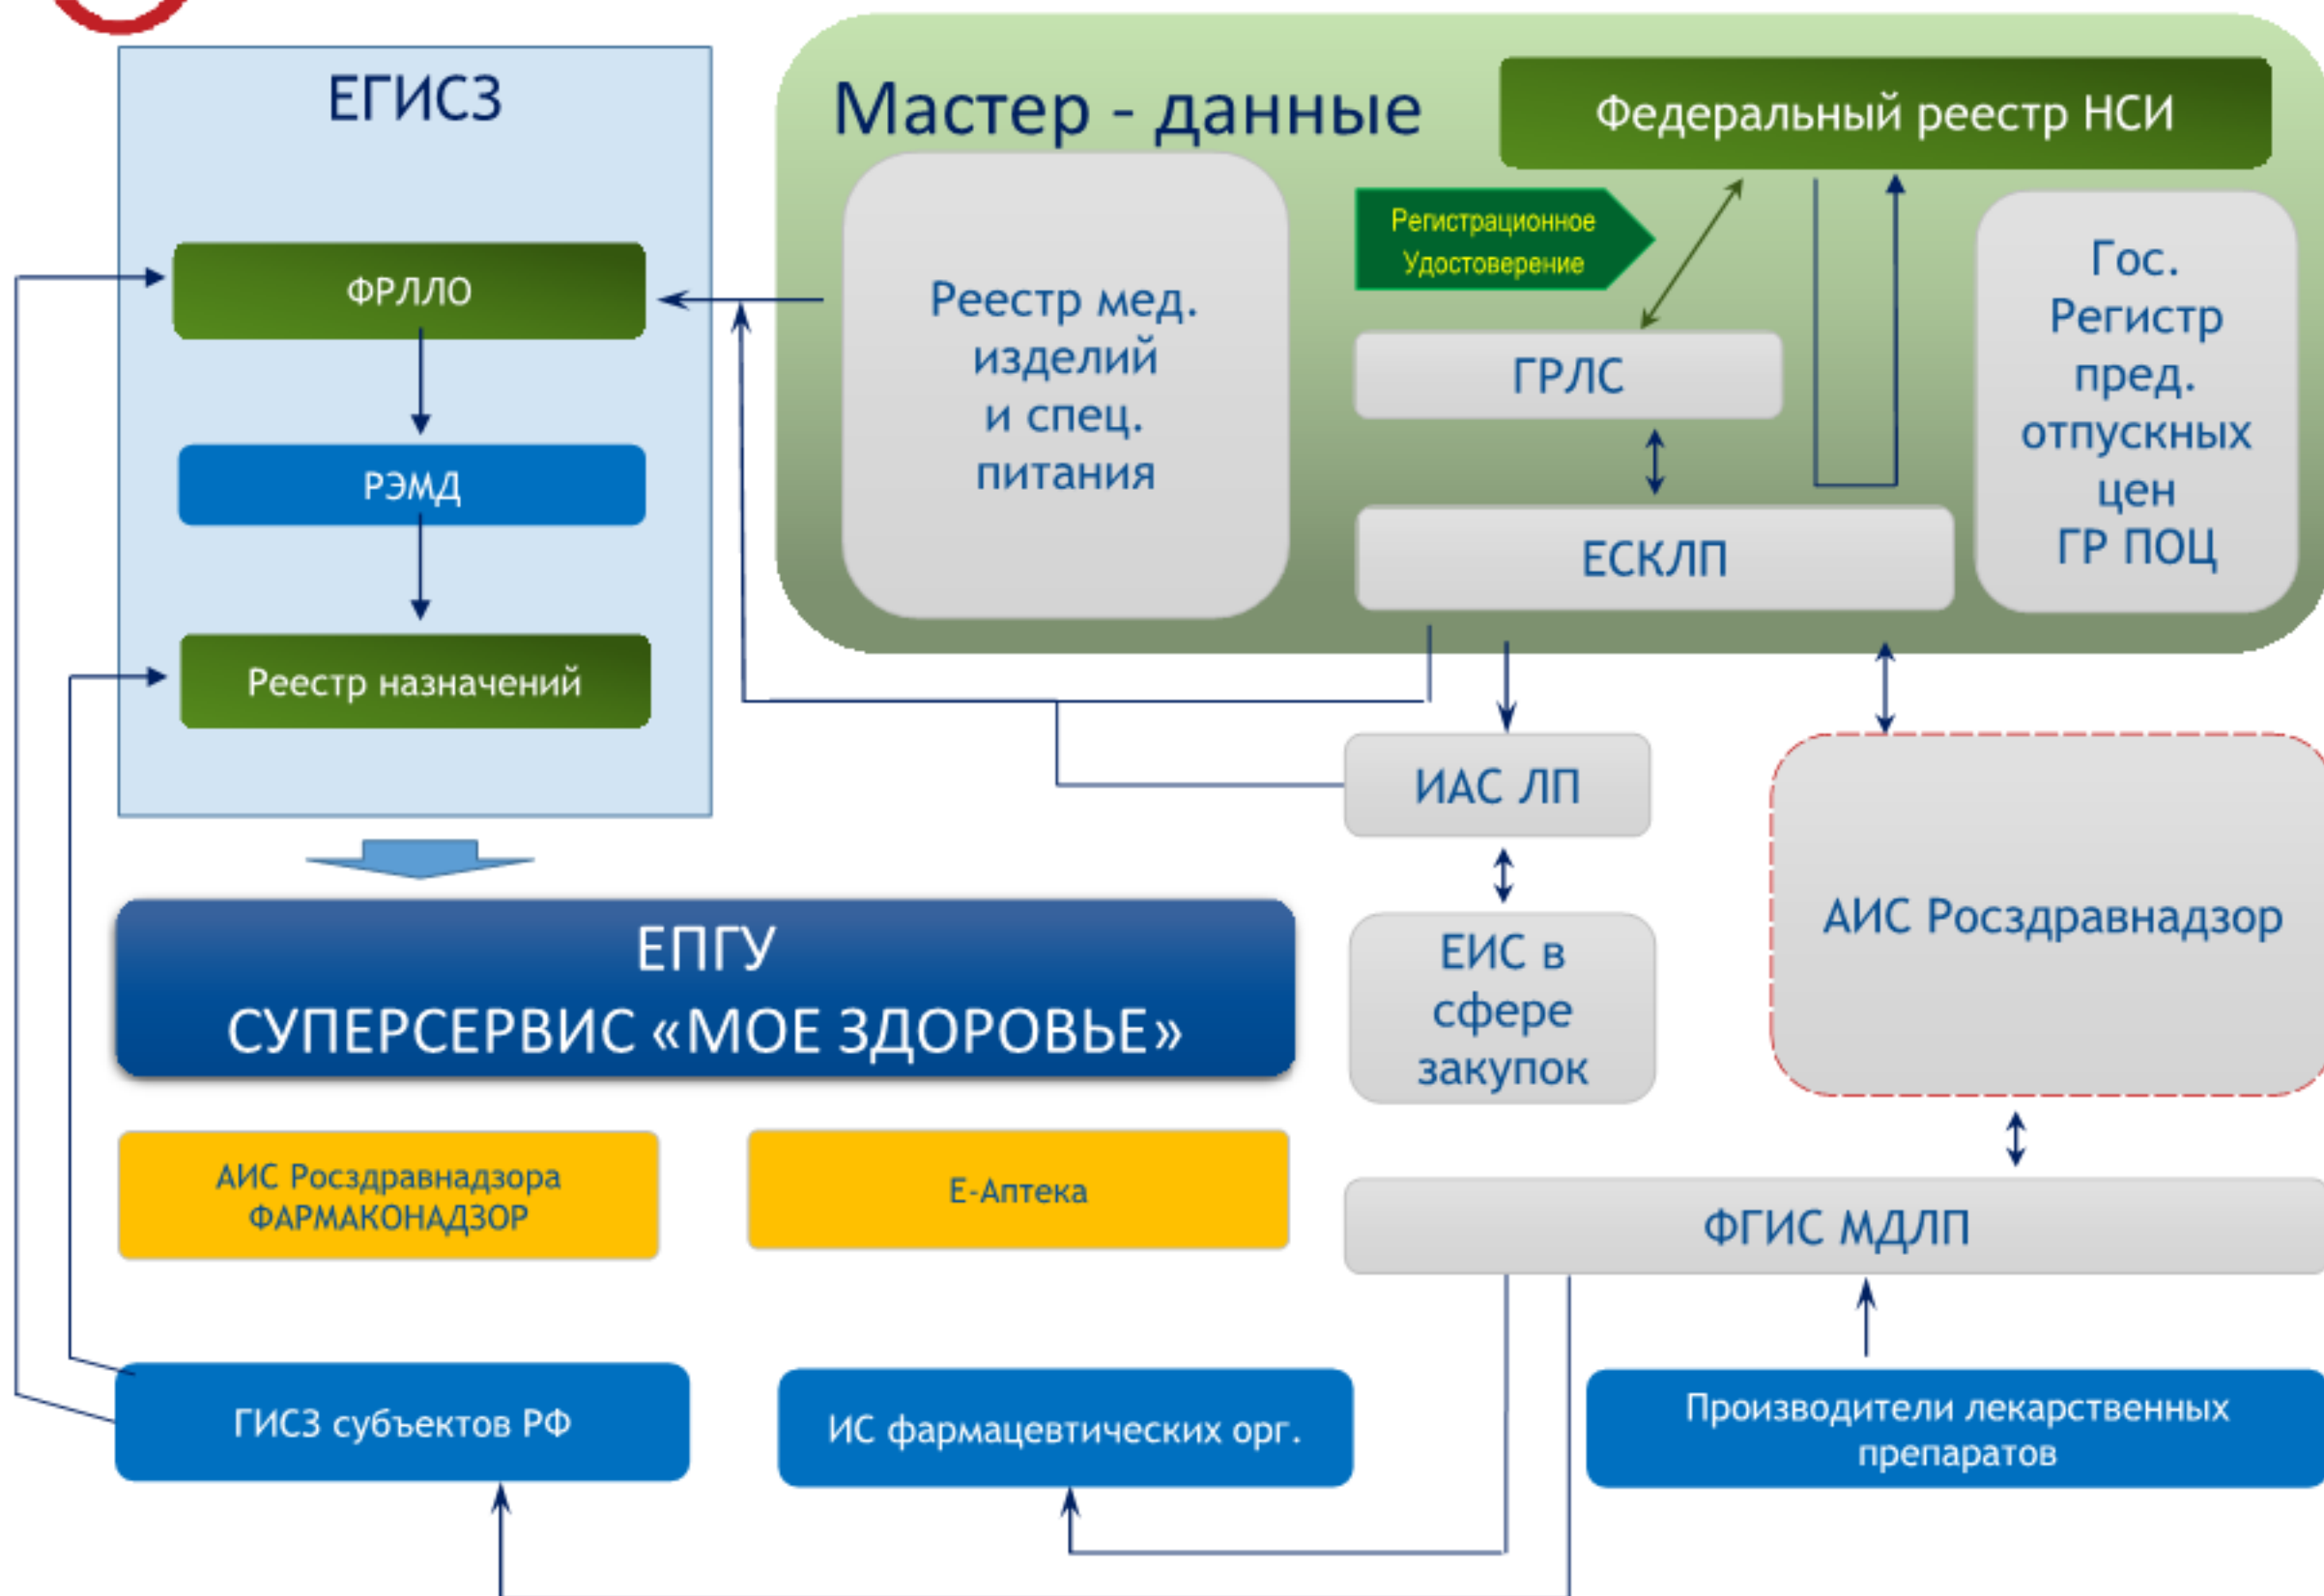 ЕГИСЗ
ФРЛЛО
РЭМД
Реестр назначений
Мастер - данные
Федеральный реестр НСИ
Реестр мед.
изделий
и спец.
питания
Регистрационное
Удостоверение
ГРЛС
ЕСКЛП
Гос.
Регистр
пред.
отпускных
цен
ГР ПОЦ
ИАС ЛП
ЕИС в
сфере
закупок
АИС Росздравнадзор
ЕПГУ
СУПЕРСЕРВИС «МОЕ ЗДОРОВЬЕ»
АИС Росздравнадзора
ФАРМАКОНАДЗОР
Е-Аптека
ФГИС МДЛП
ГИСЗ субъектов РФ
ИС фармацевтических орг.
Производители лекарственных
препаратов